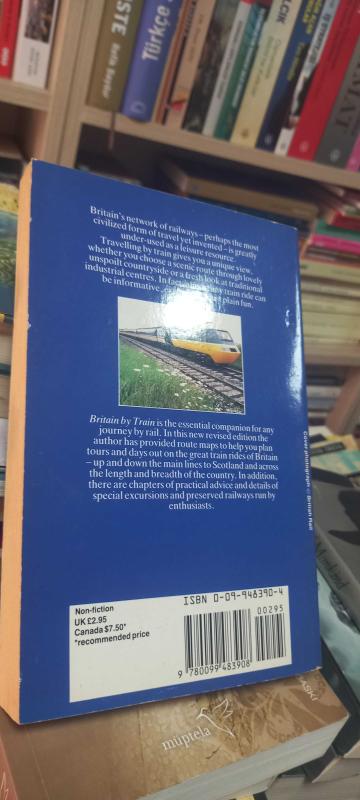 İSTE
Türkçe
Britain's network of railways – perhaps the most
civilized form of travel yet invented – is greatly
under-used as a leisure resource.
Travelling by train gives you a unique view,
whether you choose a scenic route through lovely
unspoilt countryside or a fresh look at traditional
industrial centres. In fact any train ride can
be informative, plain fun.
Britain by Train is the essential companion for any
journey by rail. In this new revised edition the
author has provided route maps to help you plan
tours and days out on the great train rides of Britain
– up and down the main lines to Scotland and across
the length and breadth of the country. In addition,
there are chapters of practical advice and details of
special excursions and preserved railways run by
enthusiasts.
Cover photograph © British Rail
Non-fiction
UK £2.95
Canada $7.50*
*recommended price
ISBN 0-09-948390-4
00295
9 780099 483908
müptela